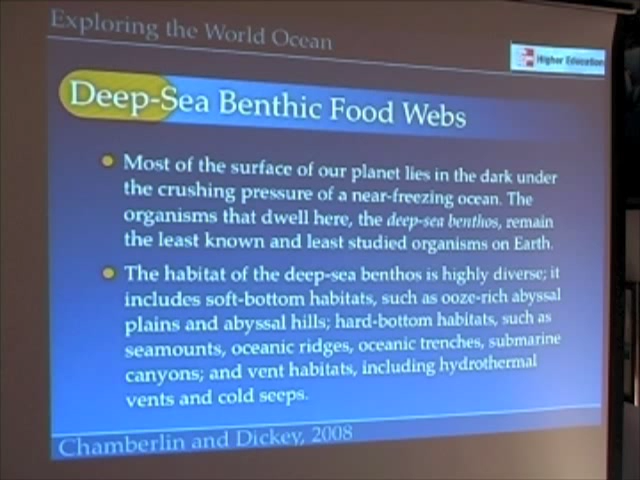 Exploring the World Ocean
Higher Education
Deep-Sea Benthic Food Webs
Most of the surface of our planet lies in the dark under
the crushing pressure of a near-freezing ocean. The
organisms that dwell here, the deep-sea benthos, remain
the least known and least studied organisms on Earth.
The habitat of the deep-sea benthos is highly diverse; it
includes soft-bottom habitats, such as ooze-rich abyssal
plains and abyssal hills; hard-bottom habitats, such as
seamounts, oceanic ridges, oceanic trenches, submarine
canyons; and vent habitats, including hydrothermal
vents and cold seeps.
Chamberlin and Dickey, 2008